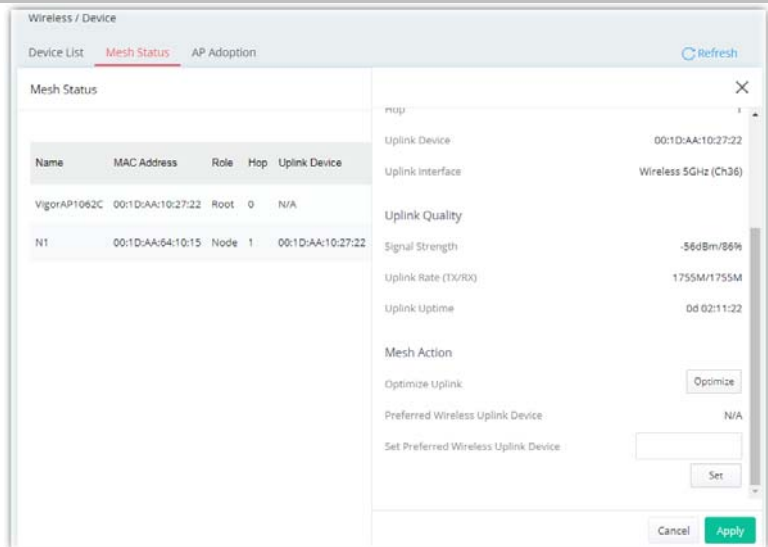 Wireless / Device
Device List Mesh Status AP Adoption Refresh
Mesh Status
Name MAC Address Role Hop Uplink Device
VigorAP1062C 00:1D:AA:10:27:22 Root 0 N/A
N1 00:1D:AA:64:10:15 Node 1 00:1D:AA:10:27:22
Hop 1
Uplink Device 00:1D:AA:10:27:22
Uplink Interface Wireless 5GHz (Ch36)
Uplink Quality
Signal Strength -56dBm/86%
Uplink Rate (TX/RX) 1755M/1755M
Uplink Uptime 0d 02:11:22
Mesh Action
Optimize Uplink Optimize
Preferred Wireless Uplink Device N/A
Set Preferred Wireless Uplink Device
Set
Cancel Apply